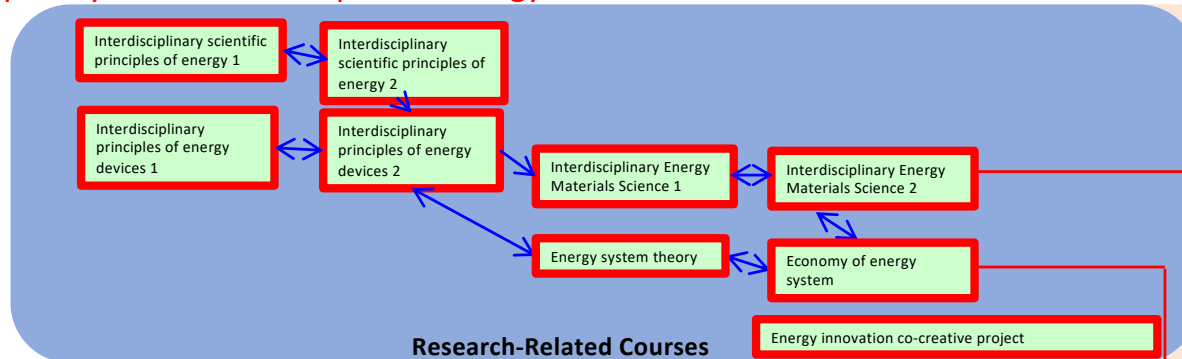 Interdisciplinary scientific
principles of energy 1
Interdisciplinary
scientific principles of
energy 2
Interdisciplinary
principles of energy
devices 1
Interdisciplinary
principles of energy
devices 2
Interdisciplinary Energy
Materials Science 1
Interdisciplinary Energy
Materials Science 2
Energy system theory
Economy of energy
system
Energy innovation co-creative project
Research-Related Courses